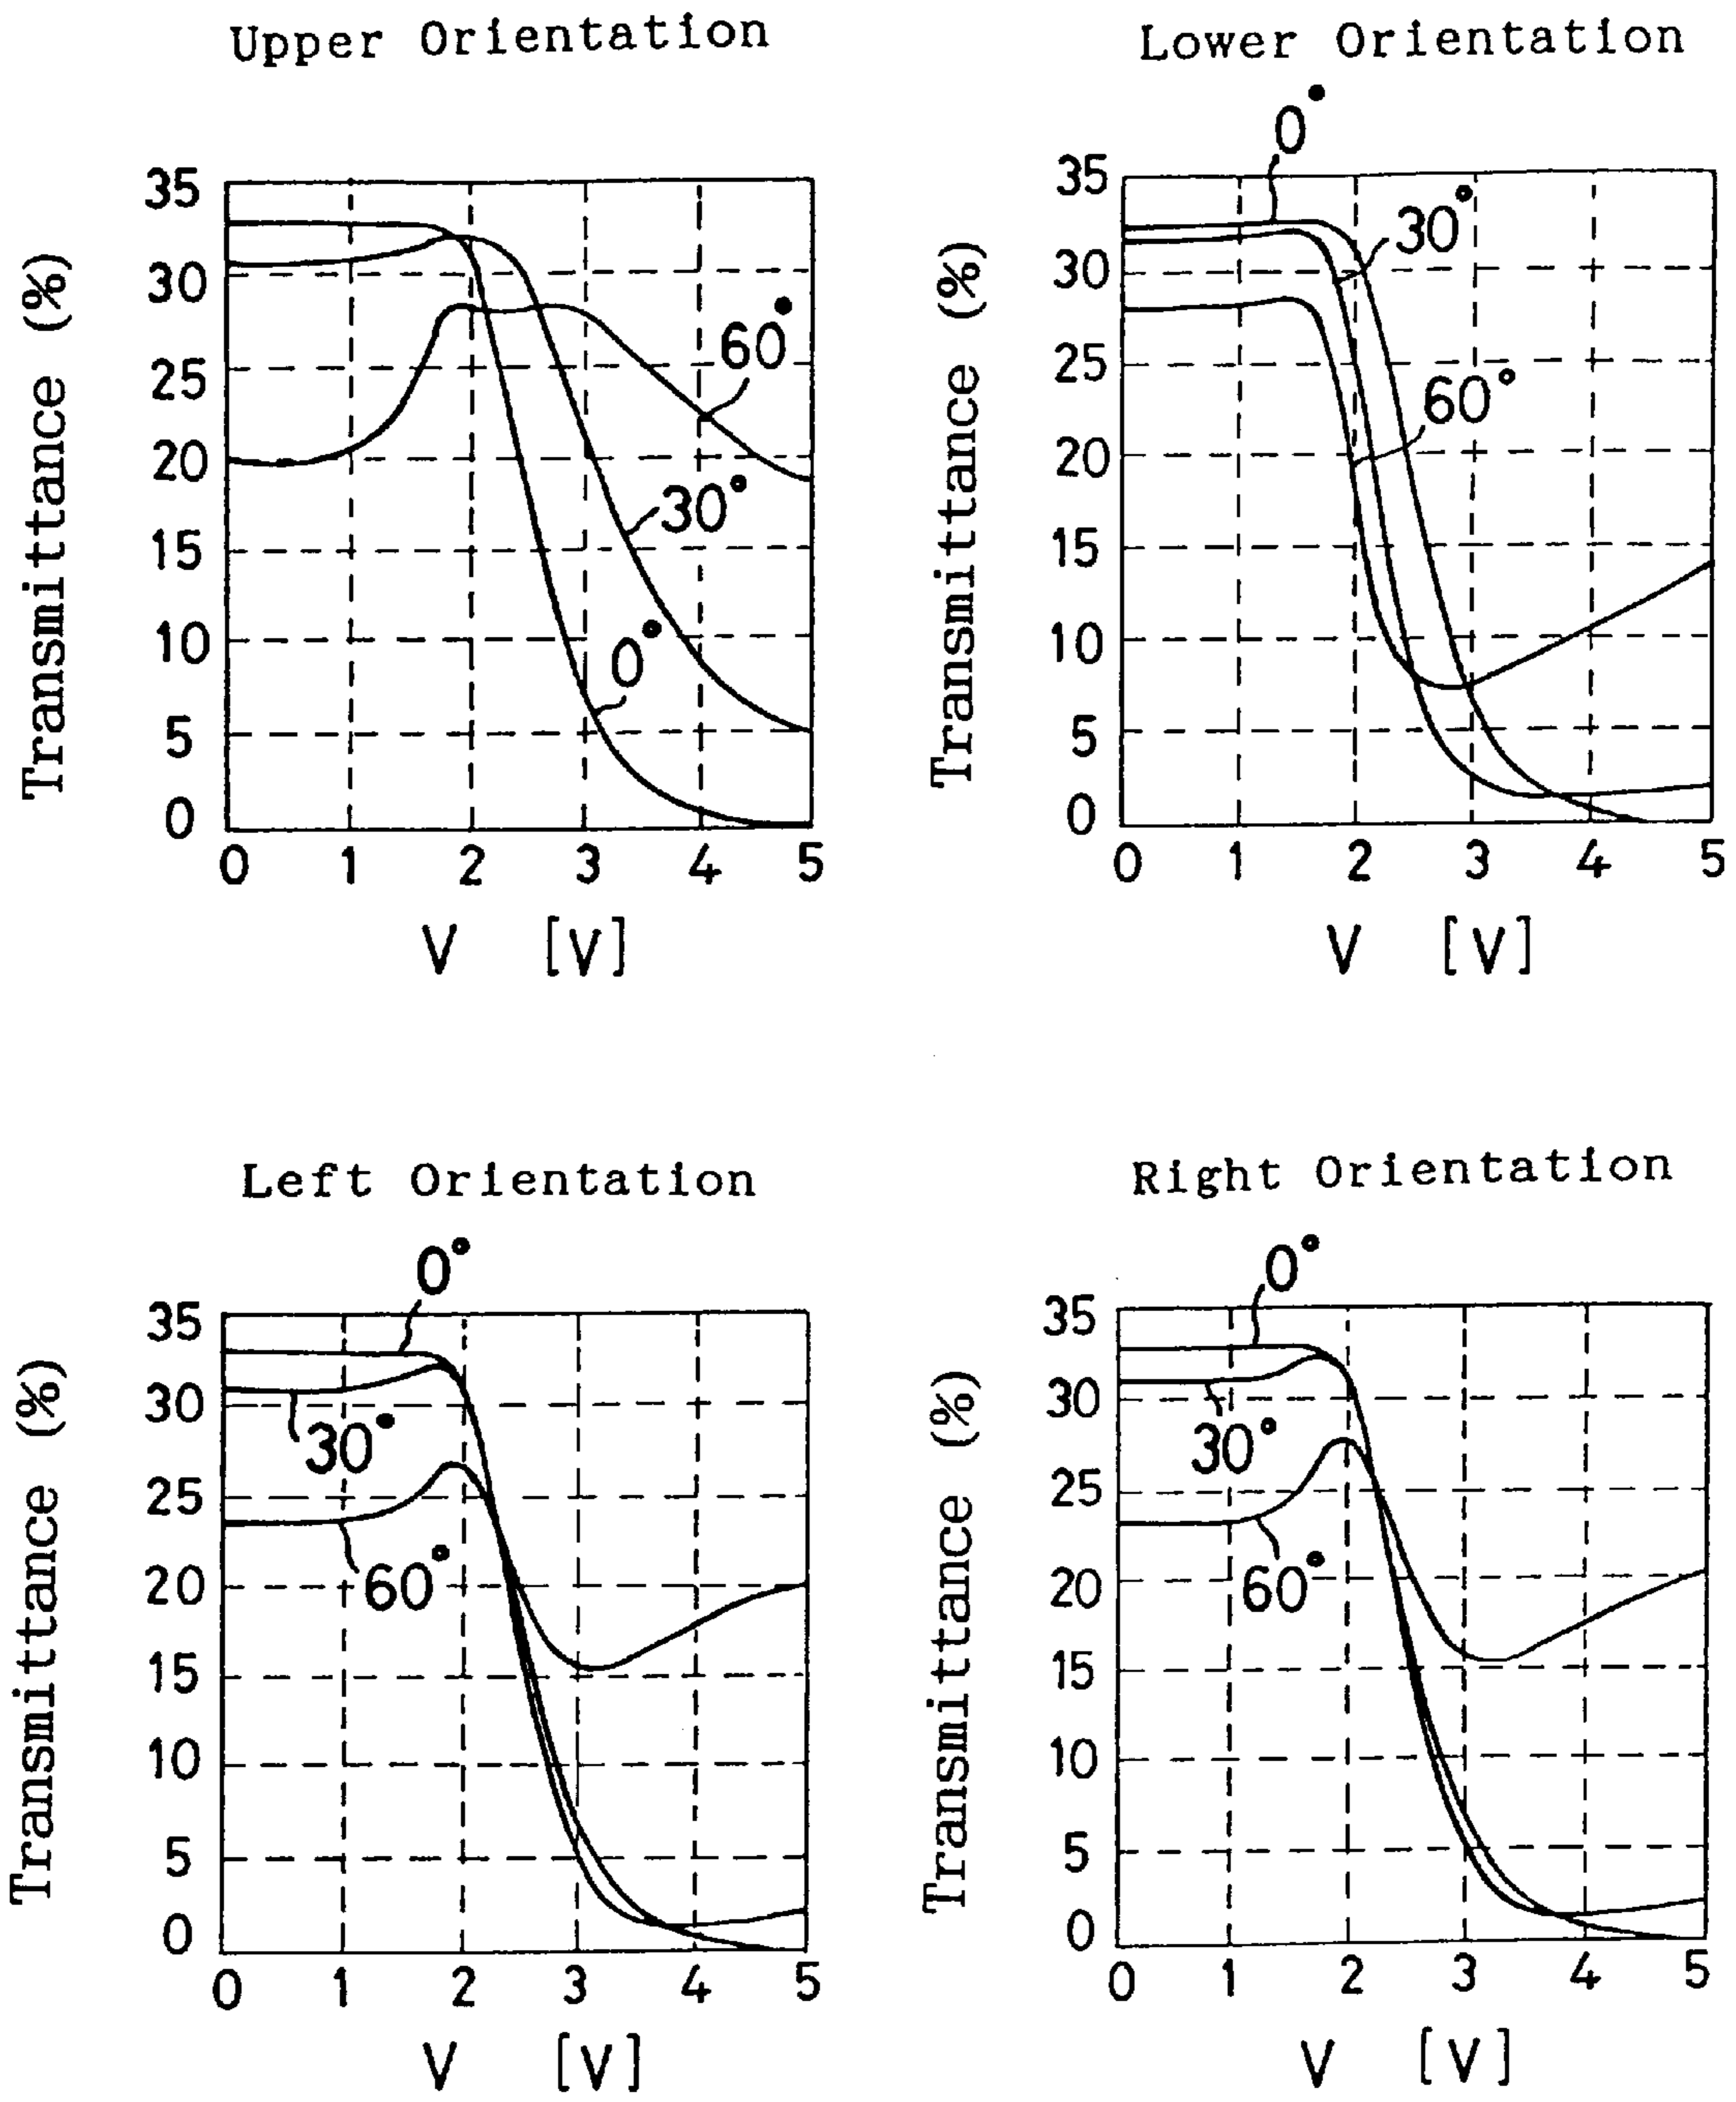 Upper Orientation
Transmittance (%)
35
30
25
20
15
10
5
0
0 1 2 3 4 5
V [V]
60°
30°
0°
Lower Orientation
Transmittance (%)
35
30
25
20
15
10
5
0
0 1 2 3 4 5
V [V]
0°
30°
60°
Left Orientation
Transmittance (%)
35
30
25
20
15
10
5
0
0 1 2 3 4 5
V [V]
0°
30°
60°
Right Orientation
Transmittance (%)
35
30
25
20
15
10
5
0
0 1 2 3 4 5
V [V]
0°
30°
60°